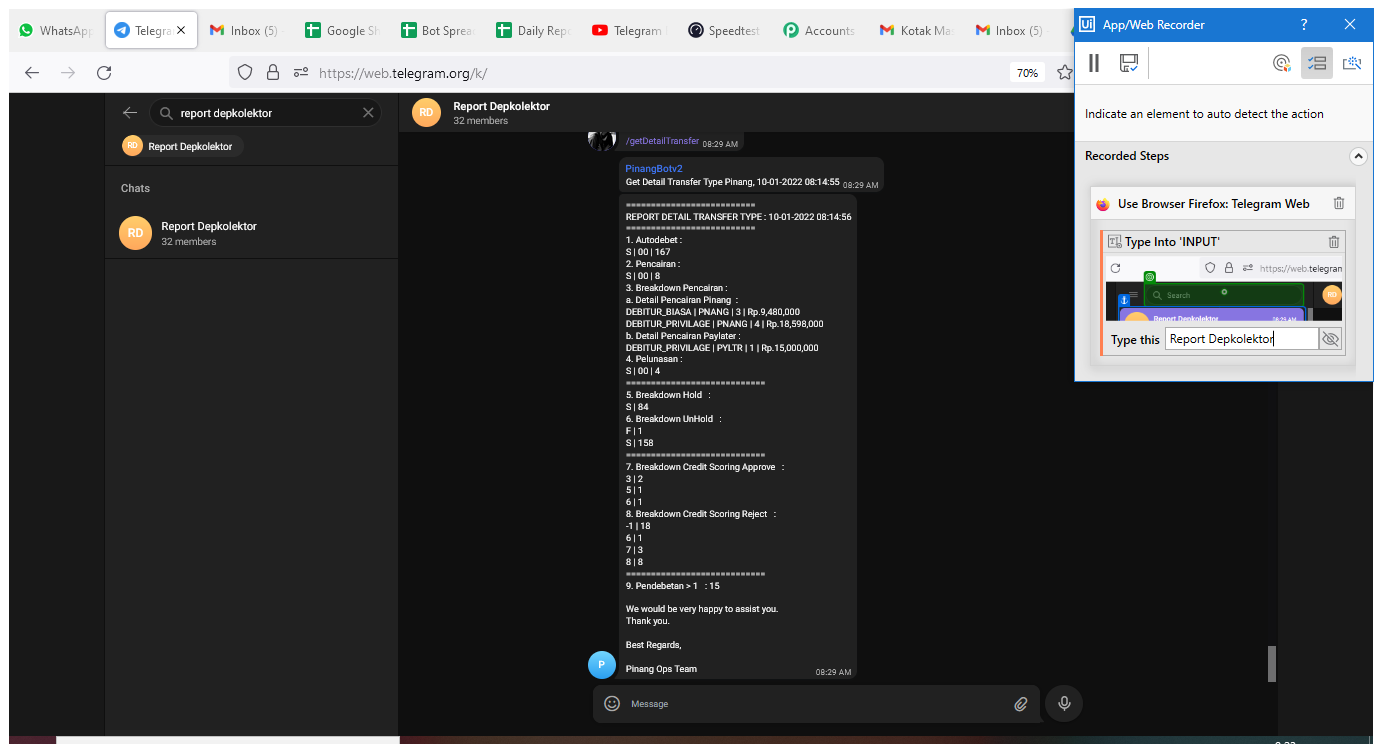 WhatsApp
Telegra
Inbox (5)
Google Sh
Bot Sprea
Daily Repo
Telegram
Speedtest
Accounts
Kotak Mas
Inbox (5)
https://web.telegram.org/k/
70%
report depkolektor
RD Report Depkolektor
Chats
RD
Report Depkolektor
32 members
RD
Report Depkolektor
32 members
/getDetailTransfer 08:29 AM
PinangBotv2
Get Detail Transfer Type Pinang, 10-01-2022 08:14:55 08:29 AM
==========================
REPORT DETAIL TRANSFER TYPE : 10-01-2022 08:14:56
==========================
1. Autodebet :
S | 00 | 167
2. Pencairan :
S | 00 | 8
3. Breakdown Pencairan :
a. Detail Pencairan Pinang :
DEBITUR_BIASA | PNANG | 3 | Rp.9,480,000
DEBITUR_PRIVILAGE | PNANG | 4 | Rp.18,598,000
b. Detail Pencairan Paylater :
DEBITUR_PRIVILAGE | PYLTR | 1 | Rp.15,000,000
4. Pelunasan :
S | 00 | 4
============================
5. Breakdown Hold :
S | 84
6. Breakdown UnHold :
F | 1
S | 158
============================
7. Breakdown Credit Scoring Approve :
3 | 2
5 | 1
6 | 1
8. Breakdown Credit Scoring Reject :
-1 | 18
6 | 1
7 | 3
8 | 8
============================
9. Pendebetan > 1 : 15
We would be very happy to assist you.
Thank you.
Best Regards,
Pinang Ops Team 08:29 AM
P
Message
Ui App/Web Recorder ?
Indicate an element to auto detect the action
Recorded Steps
Use Browser Firefox: Telegram Web
Type Into 'INPUT'
https://web.telegram
Search
RD
Report Depkolektor 08:29 AM
Type this Report Depkolektor